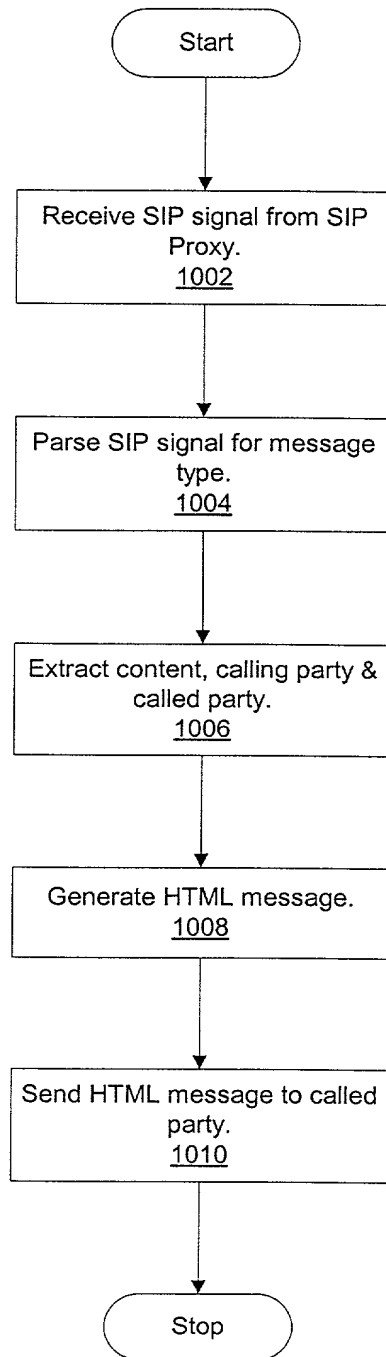 Start
Receive SIP signal from SIP
Proxy.
1002
Parse SIP signal for message
type.
1004
Extract content, calling party &
called party.
1006
Generate HTML message.
1008
Send HTML message to called
party.
1010
Stop